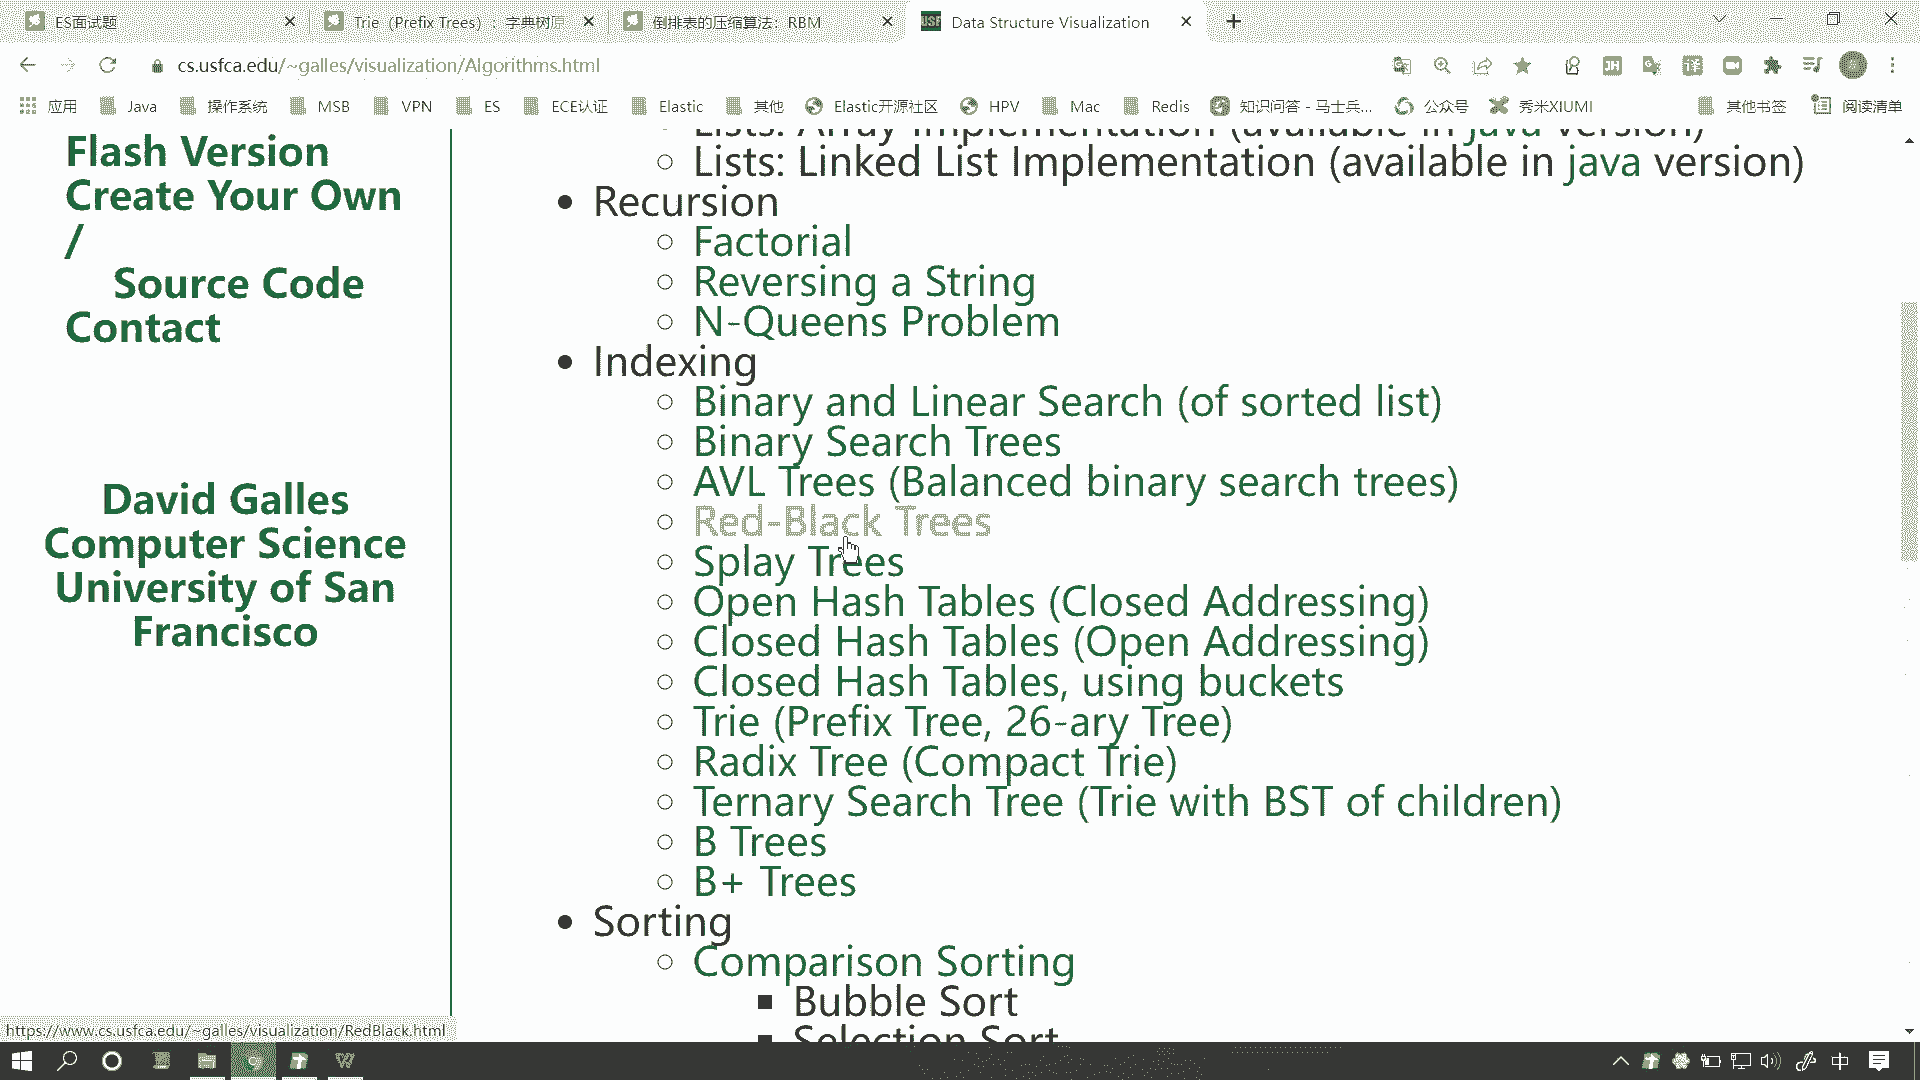 ES面试题
Trie（Prefix Trees）：字典树原
倒排表的压缩算法：RBM
USF Data Structure Visualization
cs.usfca.edu/~galles/visualization/Algorithms.html
应用 Java 操作系统 MSB VPN ES ECE认证 Elastic 其他 Elastic开源社区 HPV Mac Redis 知识问答 - 马士兵... 公众号 秀米XIUMI 其他书签 阅读清单
Flash Version
Create Your Own
/
Source Code
Contact
David Galles
Computer Science
University of San
Francisco
Lists: Array Implementation (available in java version)
Lists: Linked List Implementation (available in java version)
Recursion
Factorial
Reversing a String
N-Queens Problem
Indexing
Binary and Linear Search (of sorted list)
Binary Search Trees
AVL Trees (Balanced binary search trees)
Red-Black Trees
Splay Trees
Open Hash Tables (Closed Addressing)
Closed Hash Tables (Open Addressing)
Closed Hash Tables, using buckets
Trie (Prefix Tree, 26-ary Tree)
Radix Tree (Compact Trie)
Ternary Search Tree (Trie with BST of children)
B Trees
B+ Trees
Sorting
Comparison Sorting
Bubble Sort
Selection Sort
https://www.cs.usfca.edu/~galles/visualization/RedBlack.html
中